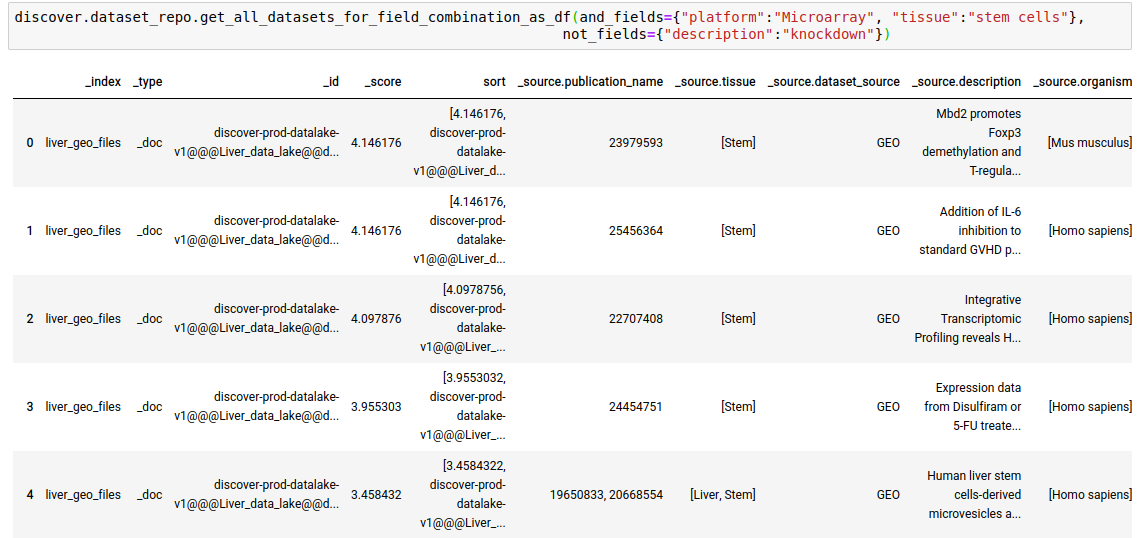 discover.dataset_repo.get_all_datasets_for_field_combination_as_df(and_fields={"platform":"Microarray", "tissue":"stem cells"},
not_fields={"description":"knockdown"})
_index _type _id _score sort _source.publication_name _source.tissue _source.dataset_source _source.description _source.organism
0 liver_geo_files _doc discover-prod-datalake-v1@@@Liver_data_lake@@d... 4.146176 [4.146176, discover-prod-datalake-v1@@@Liver_d... 23979593 [Stem] GEO Mbd2 promotes Foxp3 demethylation and T-regula... [Mus musculus]
1 liver_geo_files _doc discover-prod-datalake-v1@@@Liver_data_lake@@d... 4.146176 [4.146176, discover-prod-datalake-v1@@@Liver_d... 25456364 [Stem] GEO Addition of IL-6 inhibition to standard GVHD p... [Homo sapiens]
2 liver_geo_files _doc discover-prod-datalake-v1@@@Liver_data_lake@@d... 4.097876 [4.0978756, discover-prod-datalake-v1@@@Liver_... 22707408 [Stem] GEO Integrative Transcriptomic Profiling reveals H... [Homo sapiens]
3 liver_geo_files _doc discover-prod-datalake-v1@@@Liver_data_lake@@d... 3.955303 [3.9553032, discover-prod-datalake-v1@@@Liver_... 24454751 [Stem] GEO Expression data from Disulfiram or 5-FU treate... [Homo sapiens]
4 liver_geo_files _doc discover-prod-datalake-v1@@@Liver_data_lake@@d... 3.458432 [3.4584322, discover-prod-datalake-v1@@@Liver_... 19650833, 20668554 [Liver, Stem] GEO Human liver stem cells-derived microvesicles a... [Homo sapiens]